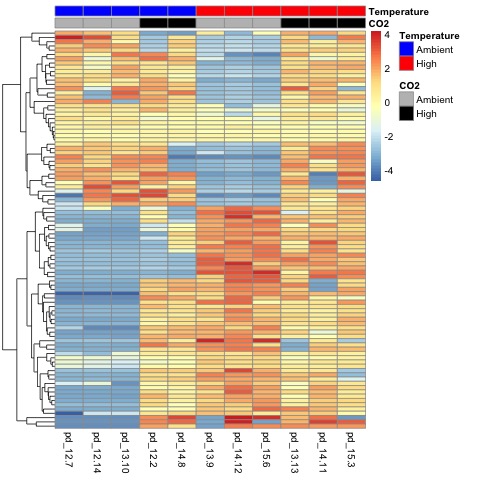 Temperature
CO2
4
2
0
-2
-4
Temperature
Ambient
High
CO2
Ambient
High
pd_12.7
pd_12.14
pd_13.10
pd_12.2
pd_14.8
pd_13.9
pd_14.12
pd_15.6
pd_13.13
pd_14.11
pd_15.3